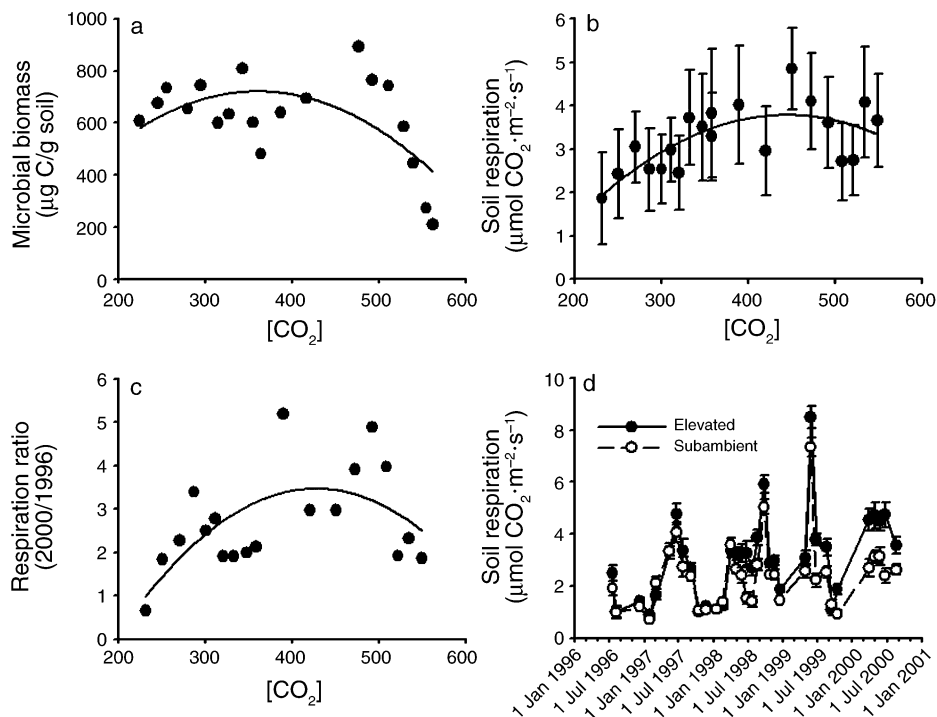 a
Microbial biomass
(μg C/g soil)
1000
800
600
400
200
0
200 300 400 500 600
[CO2]
b
Soil respiration
(μmol CO2·m–2·s–1)
6
5
4
3
2
1
0
200 300 400 500 600
[CO2]
c
Respiration ratio
(2000/1996)
6
5
4
3
2
1
0
200 300 400 500 600
[CO2]
d
Soil respiration
(μmol CO2·m–2·s–1)
10
8
6
4
2
0
Elevated
Subambient
1 Jan 1996
1 Jul 1996
1 Jan 1997
1 Jul 1997
1 Jan 1998
1 Jul 1998
1 Jan 1999
1 Jul 1999
1 Jan 2000
1 Jul 2000
1 Jan 2001